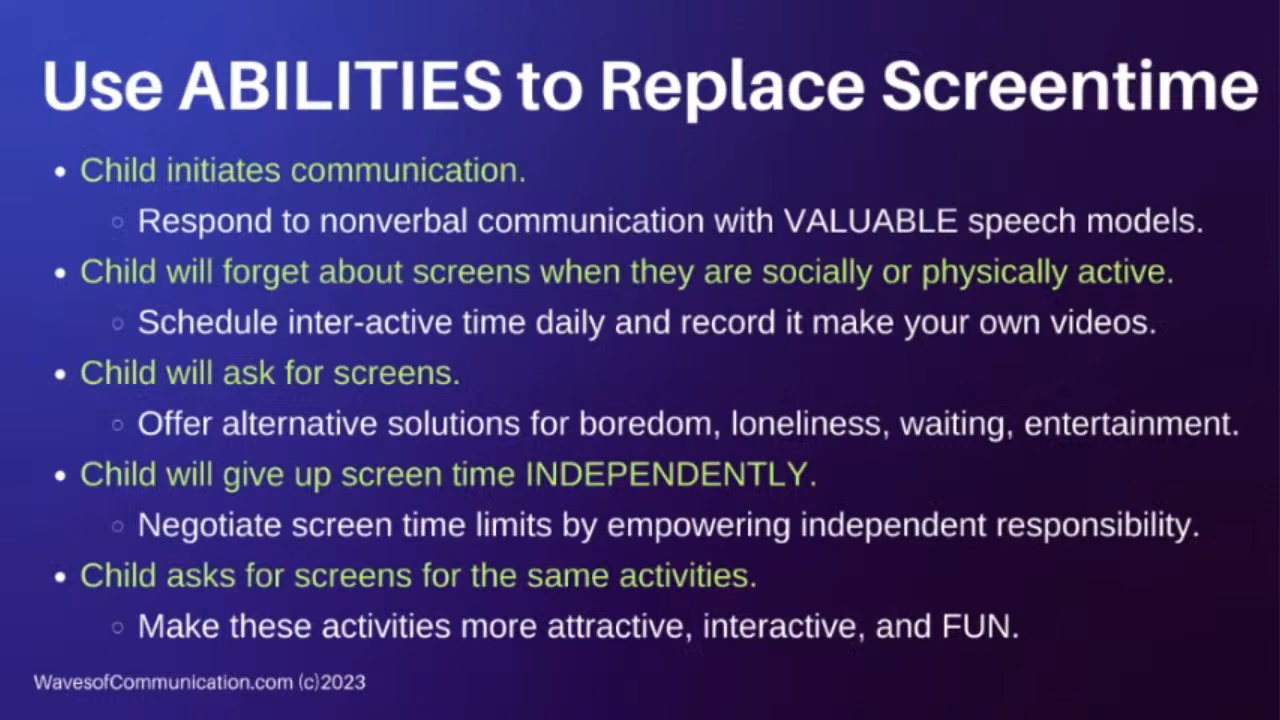 Use ABILITIES to Replace Screentime
• Child initiates communication.
○ Respond to nonverbal communication with VALUABLE speech models.
• Child will forget about screens when they are socially or physically active.
○ Schedule inter-active time daily and record it make your own videos.
• Child will ask for screens.
○ Offer alternative solutions for boredom, loneliness, waiting, entertainment.
• Child will give up screen time INDEPENDENTLY.
○ Negotiate screen time limits by empowering independent responsibility.
• Child asks for screens for the same activities.
○ Make these activities more attractive, interactive, and FUN.
WavesofCommunication.com (c)2023